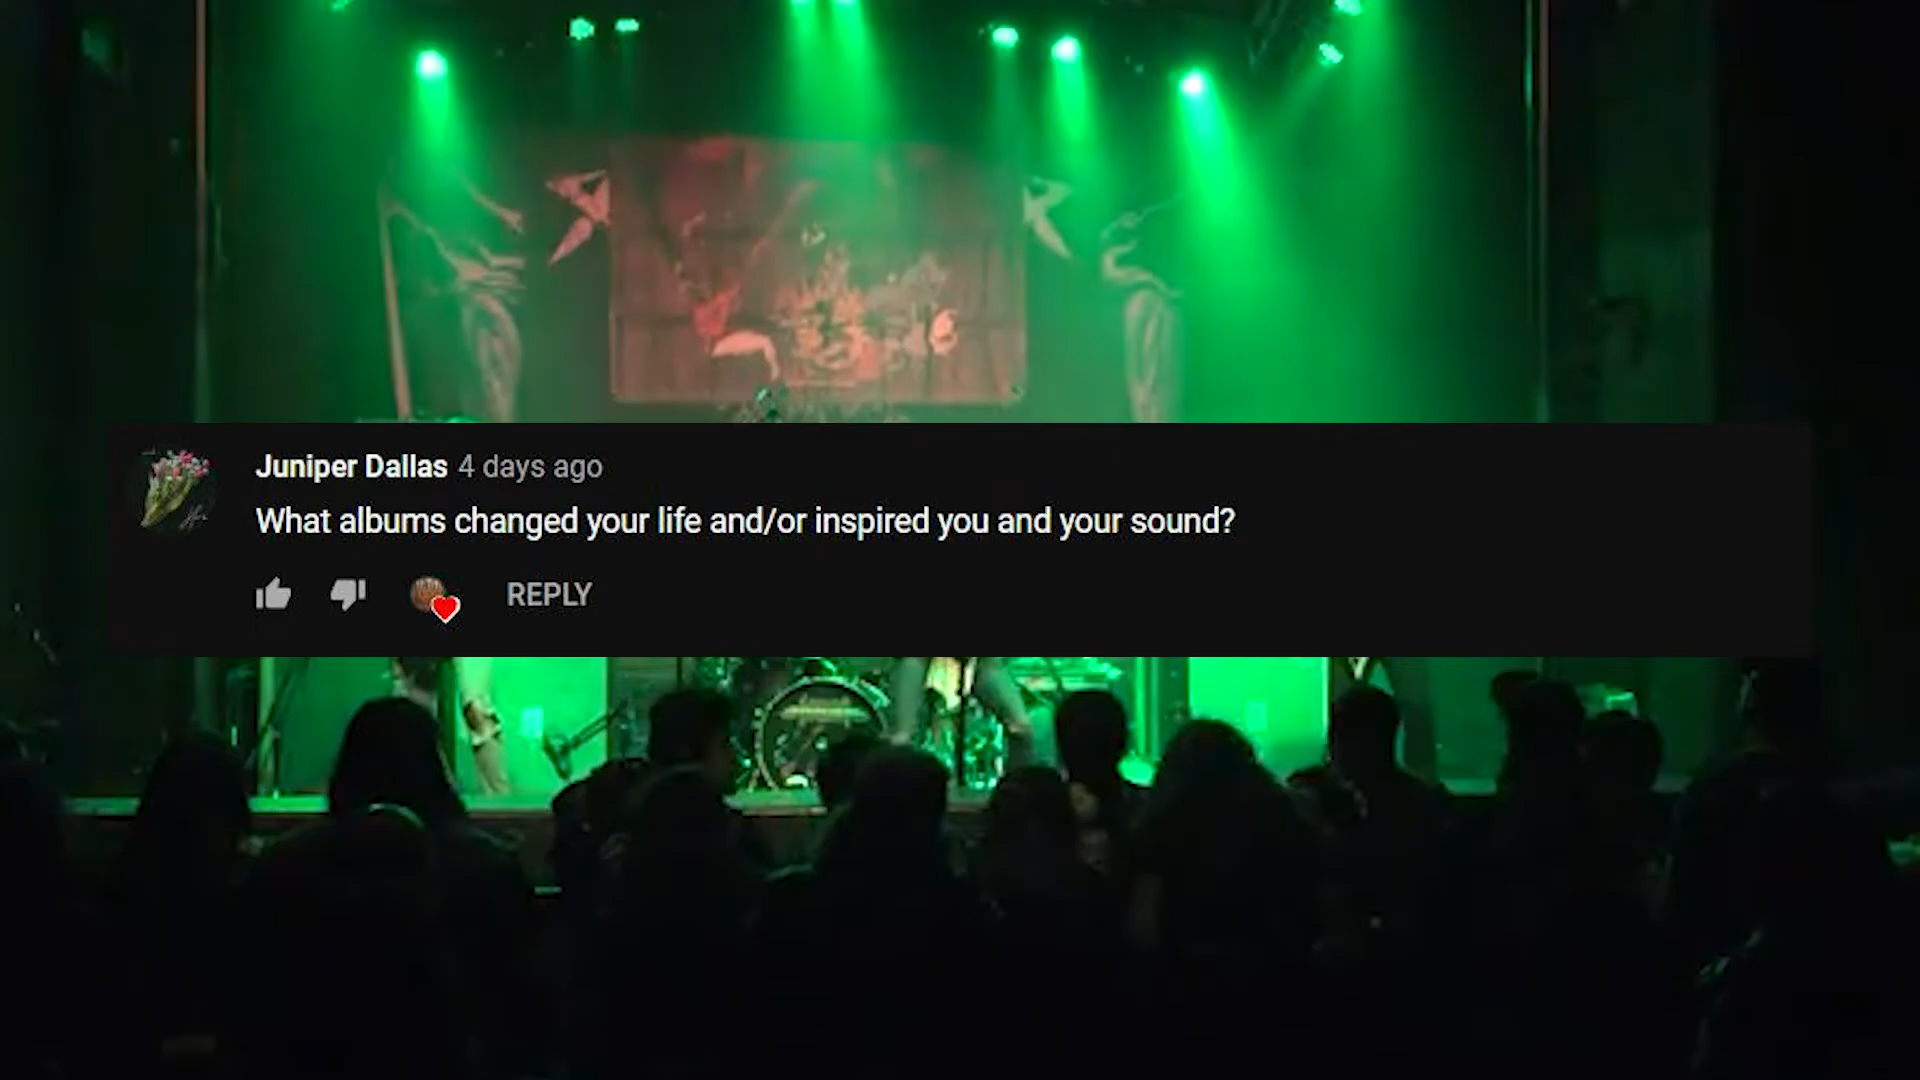 Juniper Dallas 4 days ago
What albums changed your life and/or inspired you and your sound?
REPLY